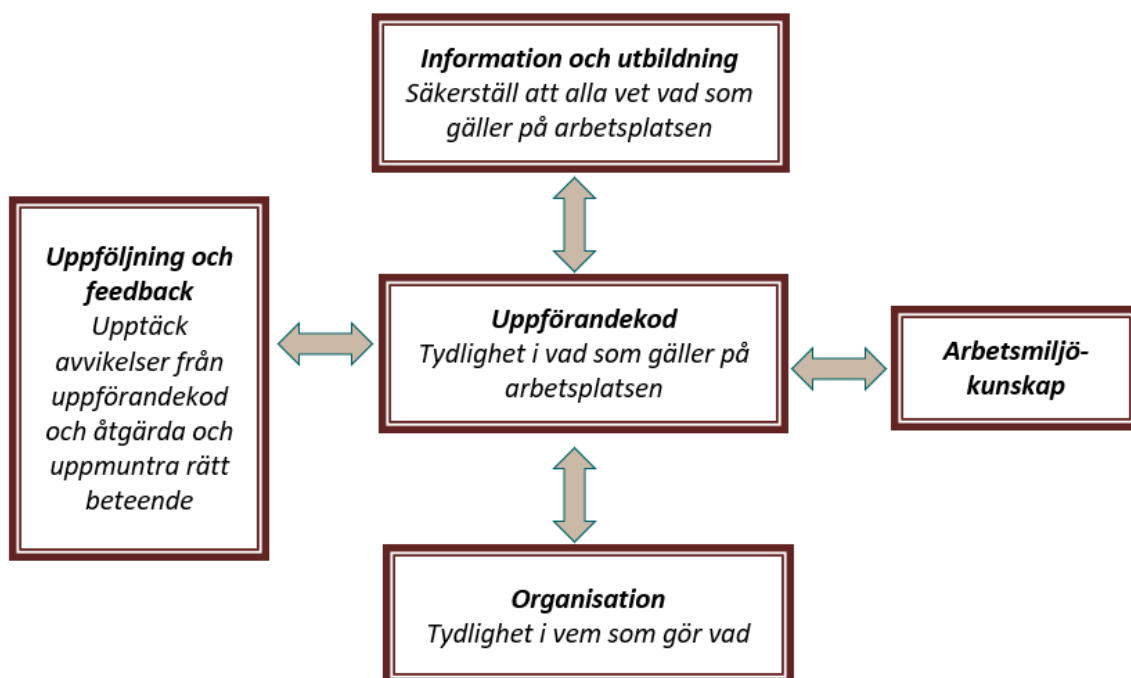 Information och utbildning
Säkerställ att alla vet vad som
gäller på arbetsplatsen
Uppföljning och
feedback
Upptäck
avvikelser från
uppförandekod
och åtgärda och
uppmuntra rätt
beteende
Uppförandekod
Tydlighet i vad som gäller på
arbetsplatsen
Arbetsmiljö-
kunskap
Organisation
Tydlighet i vem som gör vad